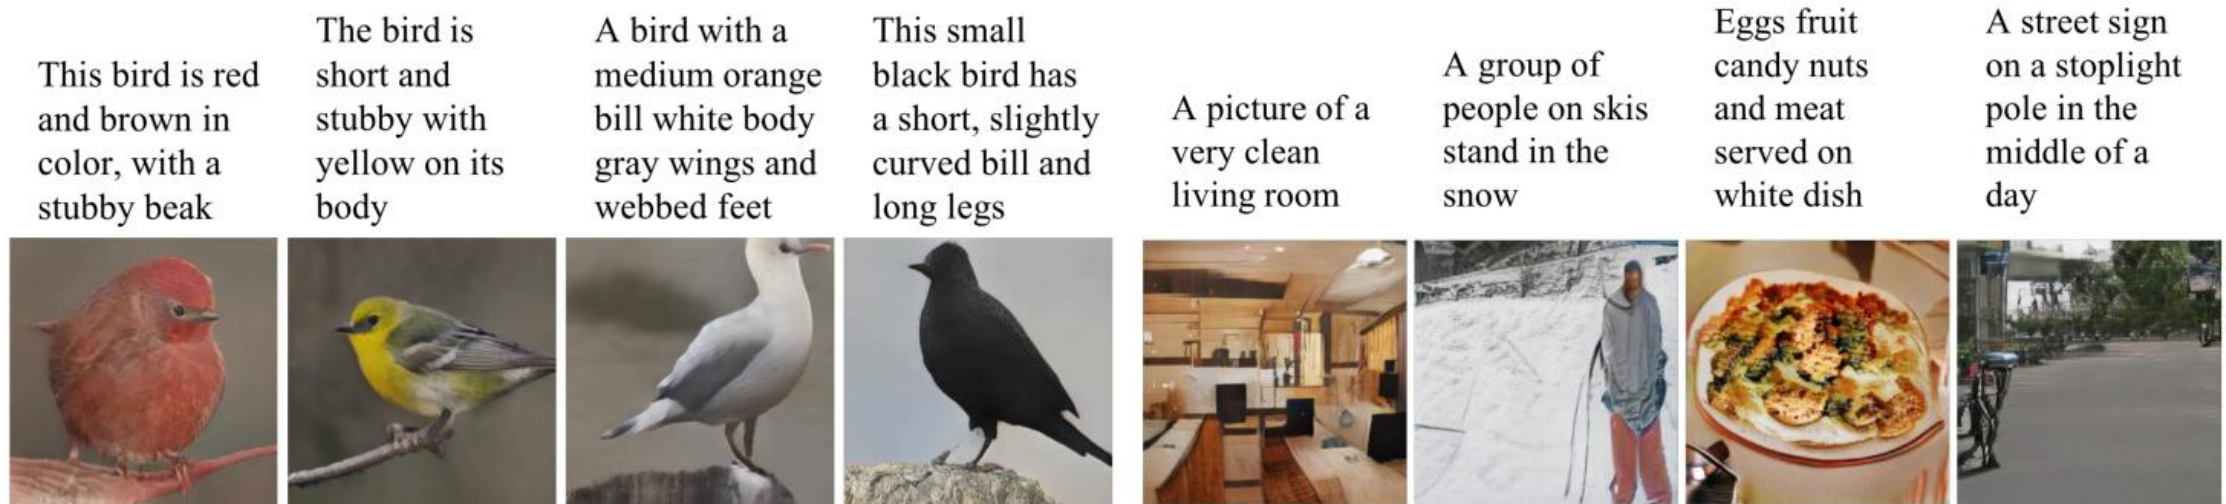 This bird is red
and brown in
color, with a
stubby beak
The bird is
short and
stubby with
yellow on its
body
A bird with a
medium orange
bill white body
gray wings and
webbed feet
This small
black bird has
a short, slightly
curved bill and
long legs
A picture of a
very clean
living room
A group of
people on skis
stand in the
snow
Eggs fruit
candy nuts
and meat
served on
white dish
A street sign
on a stoplight
pole in the
middle of a
day